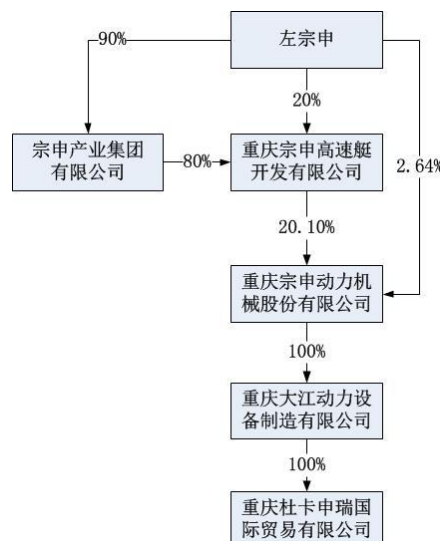 90%
左宗申
20%
宗申产业集团
有限公司
80%
重庆宗申高速艇
开发有限公司
2.64%
20.10%
重庆宗申动力机
械股份有限公司
100%
重庆大江动力设
备制造有限公司
100%
重庆杜卡申瑞国
际贸易有限公司